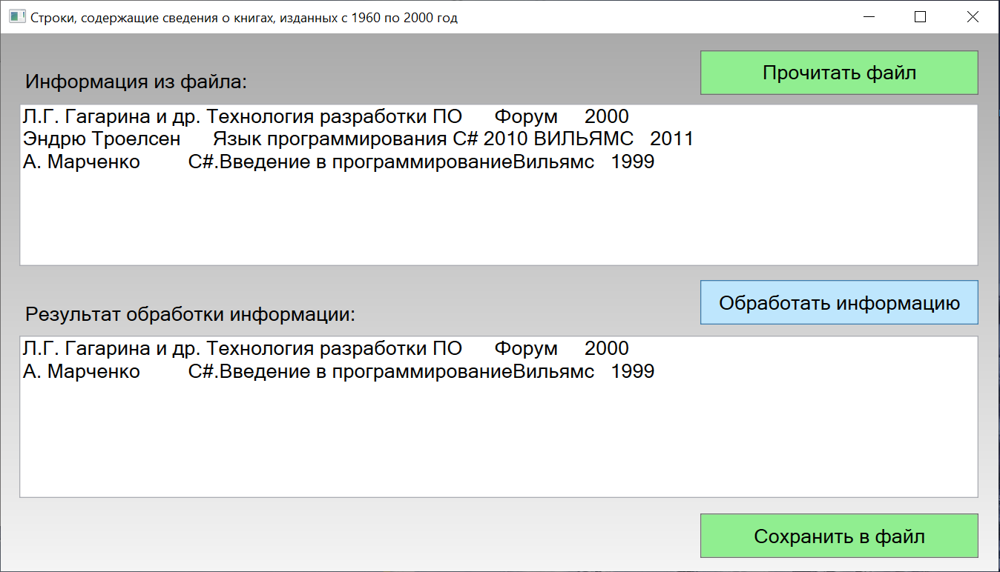 Строки, содержащие сведения о книгах, изданных с 1960 по 2000 год
Прочитать файл
Информация из файла:
Л.Г. Гагарина и др. Технология разработки ПО Форум 2000
Эндрю Троелсен Язык программирования C# 2010 ВИЛЬЯМС 2011
А. Марченко C#.Введение в программированиеВильямс 1999
Обработать информацию
Результат обработки информации:
Л.Г. Гагарина и др. Технология разработки ПО Форум 2000
А. Марченко C#.Введение в программированиеВильямс 1999
Сохранить в файл